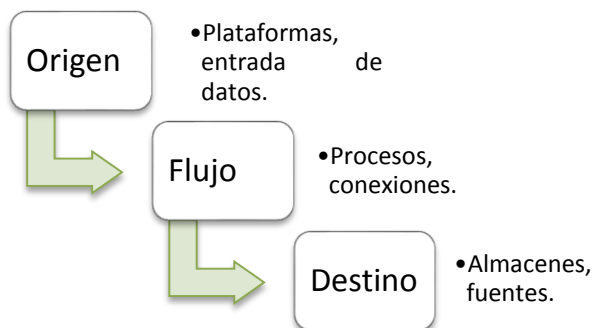 Origen
•Plataformas,
entrada de
datos.
Flujo
•Procesos,
conexiones.
Destino
•Almacenes,
fuentes.